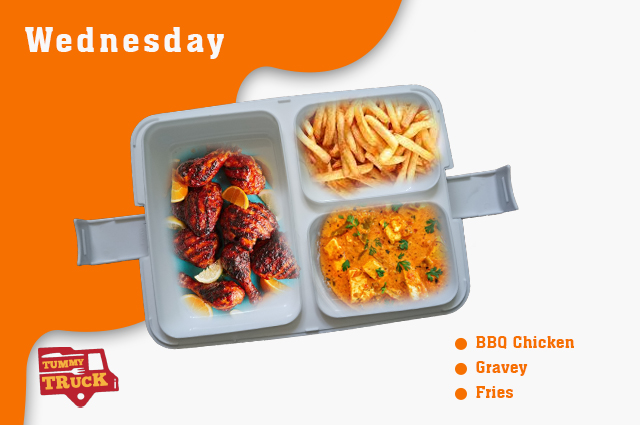 Wednesday
BBQ Chicken
Gravey
Fries
TUMMY
TRUCK